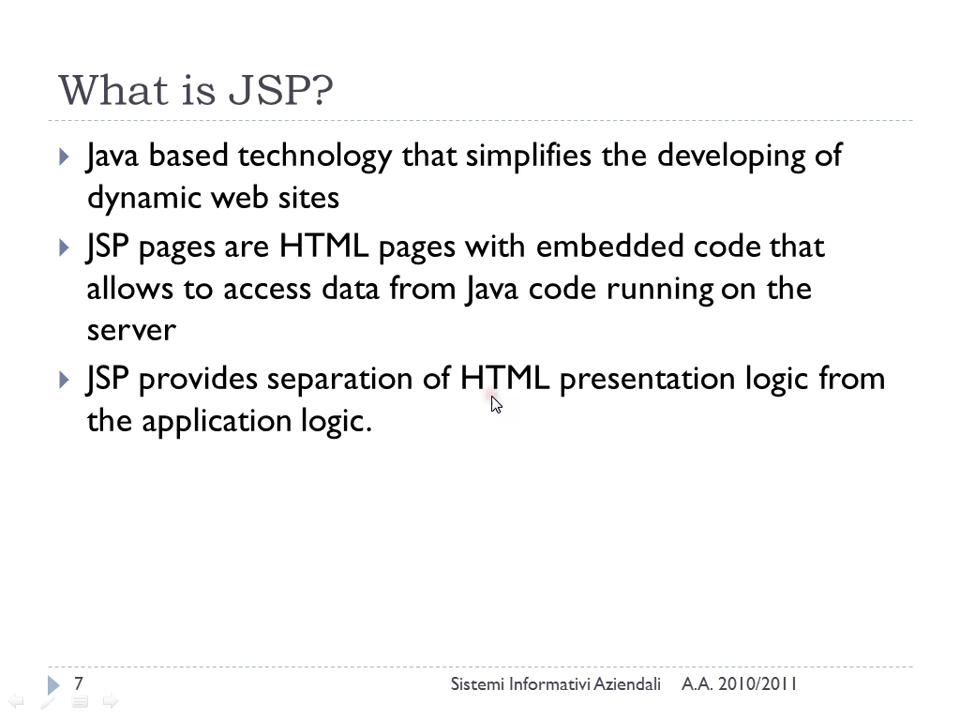 What is JSP?
Java based technology that simplifies the developing of
dynamic web sites
JSP pages are HTML pages with embedded code that
allows to access data from Java code running on the
server
JSP provides separation of HTML presentation logic from
the application logic.
7 Sistemi Informativi Aziendali A.A. 2010/2011